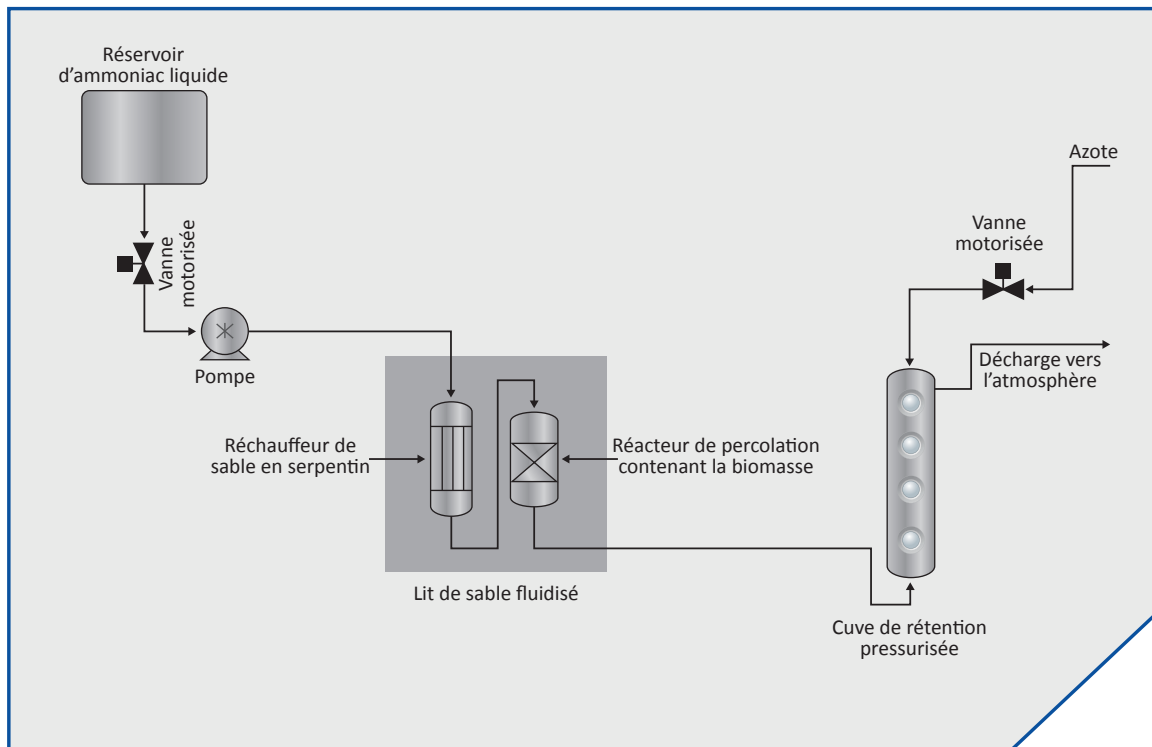 Réservoir
d’ammoniac liquide
Vanne
motorisée
Pompe
Réchauffeur de
sable en serpentin
Réacteur de percolation
contenant la biomasse
Lit de sable fluidisé
Azote
Vanne
motorisée
Décharge vers
l’atmosphère
Cuve de rétention
pressurisée